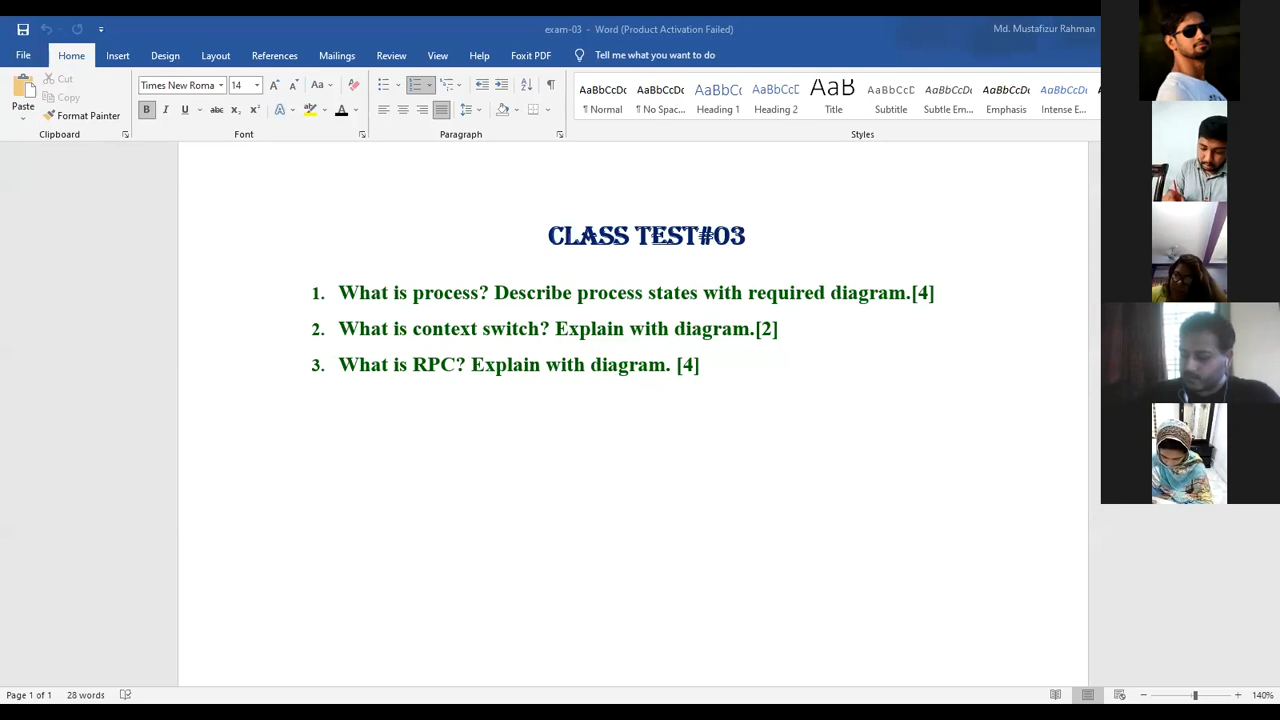 exam-03 - Word (Product Activation Failed)
Md. Mustafizur Rahman
File Home Insert Design Layout References Mailings Review View Help Foxit PDF Tell me what you want to do
Paste
Cut
Copy
Format Painter
Clipboard
Times New Roma 14
Font
Paragraph
AaBbCcDc AaBbCcDc AaBbC AaBbCcD AaB AaBbCcD AaBbCcDi AaBbCcDi AaBbCcDi
¶ Normal ¶ No Spac... Heading 1 Heading 2 Title Subtitle Subtle Em... Emphasis Intense E...
Styles
CLASS TEST#03
1. What is process? Describe process states with required diagram.[4]
2. What is context switch? Explain with diagram.[2]
3. What is RPC? Explain with diagram. [4]
Page 1 of 1 28 words 140%